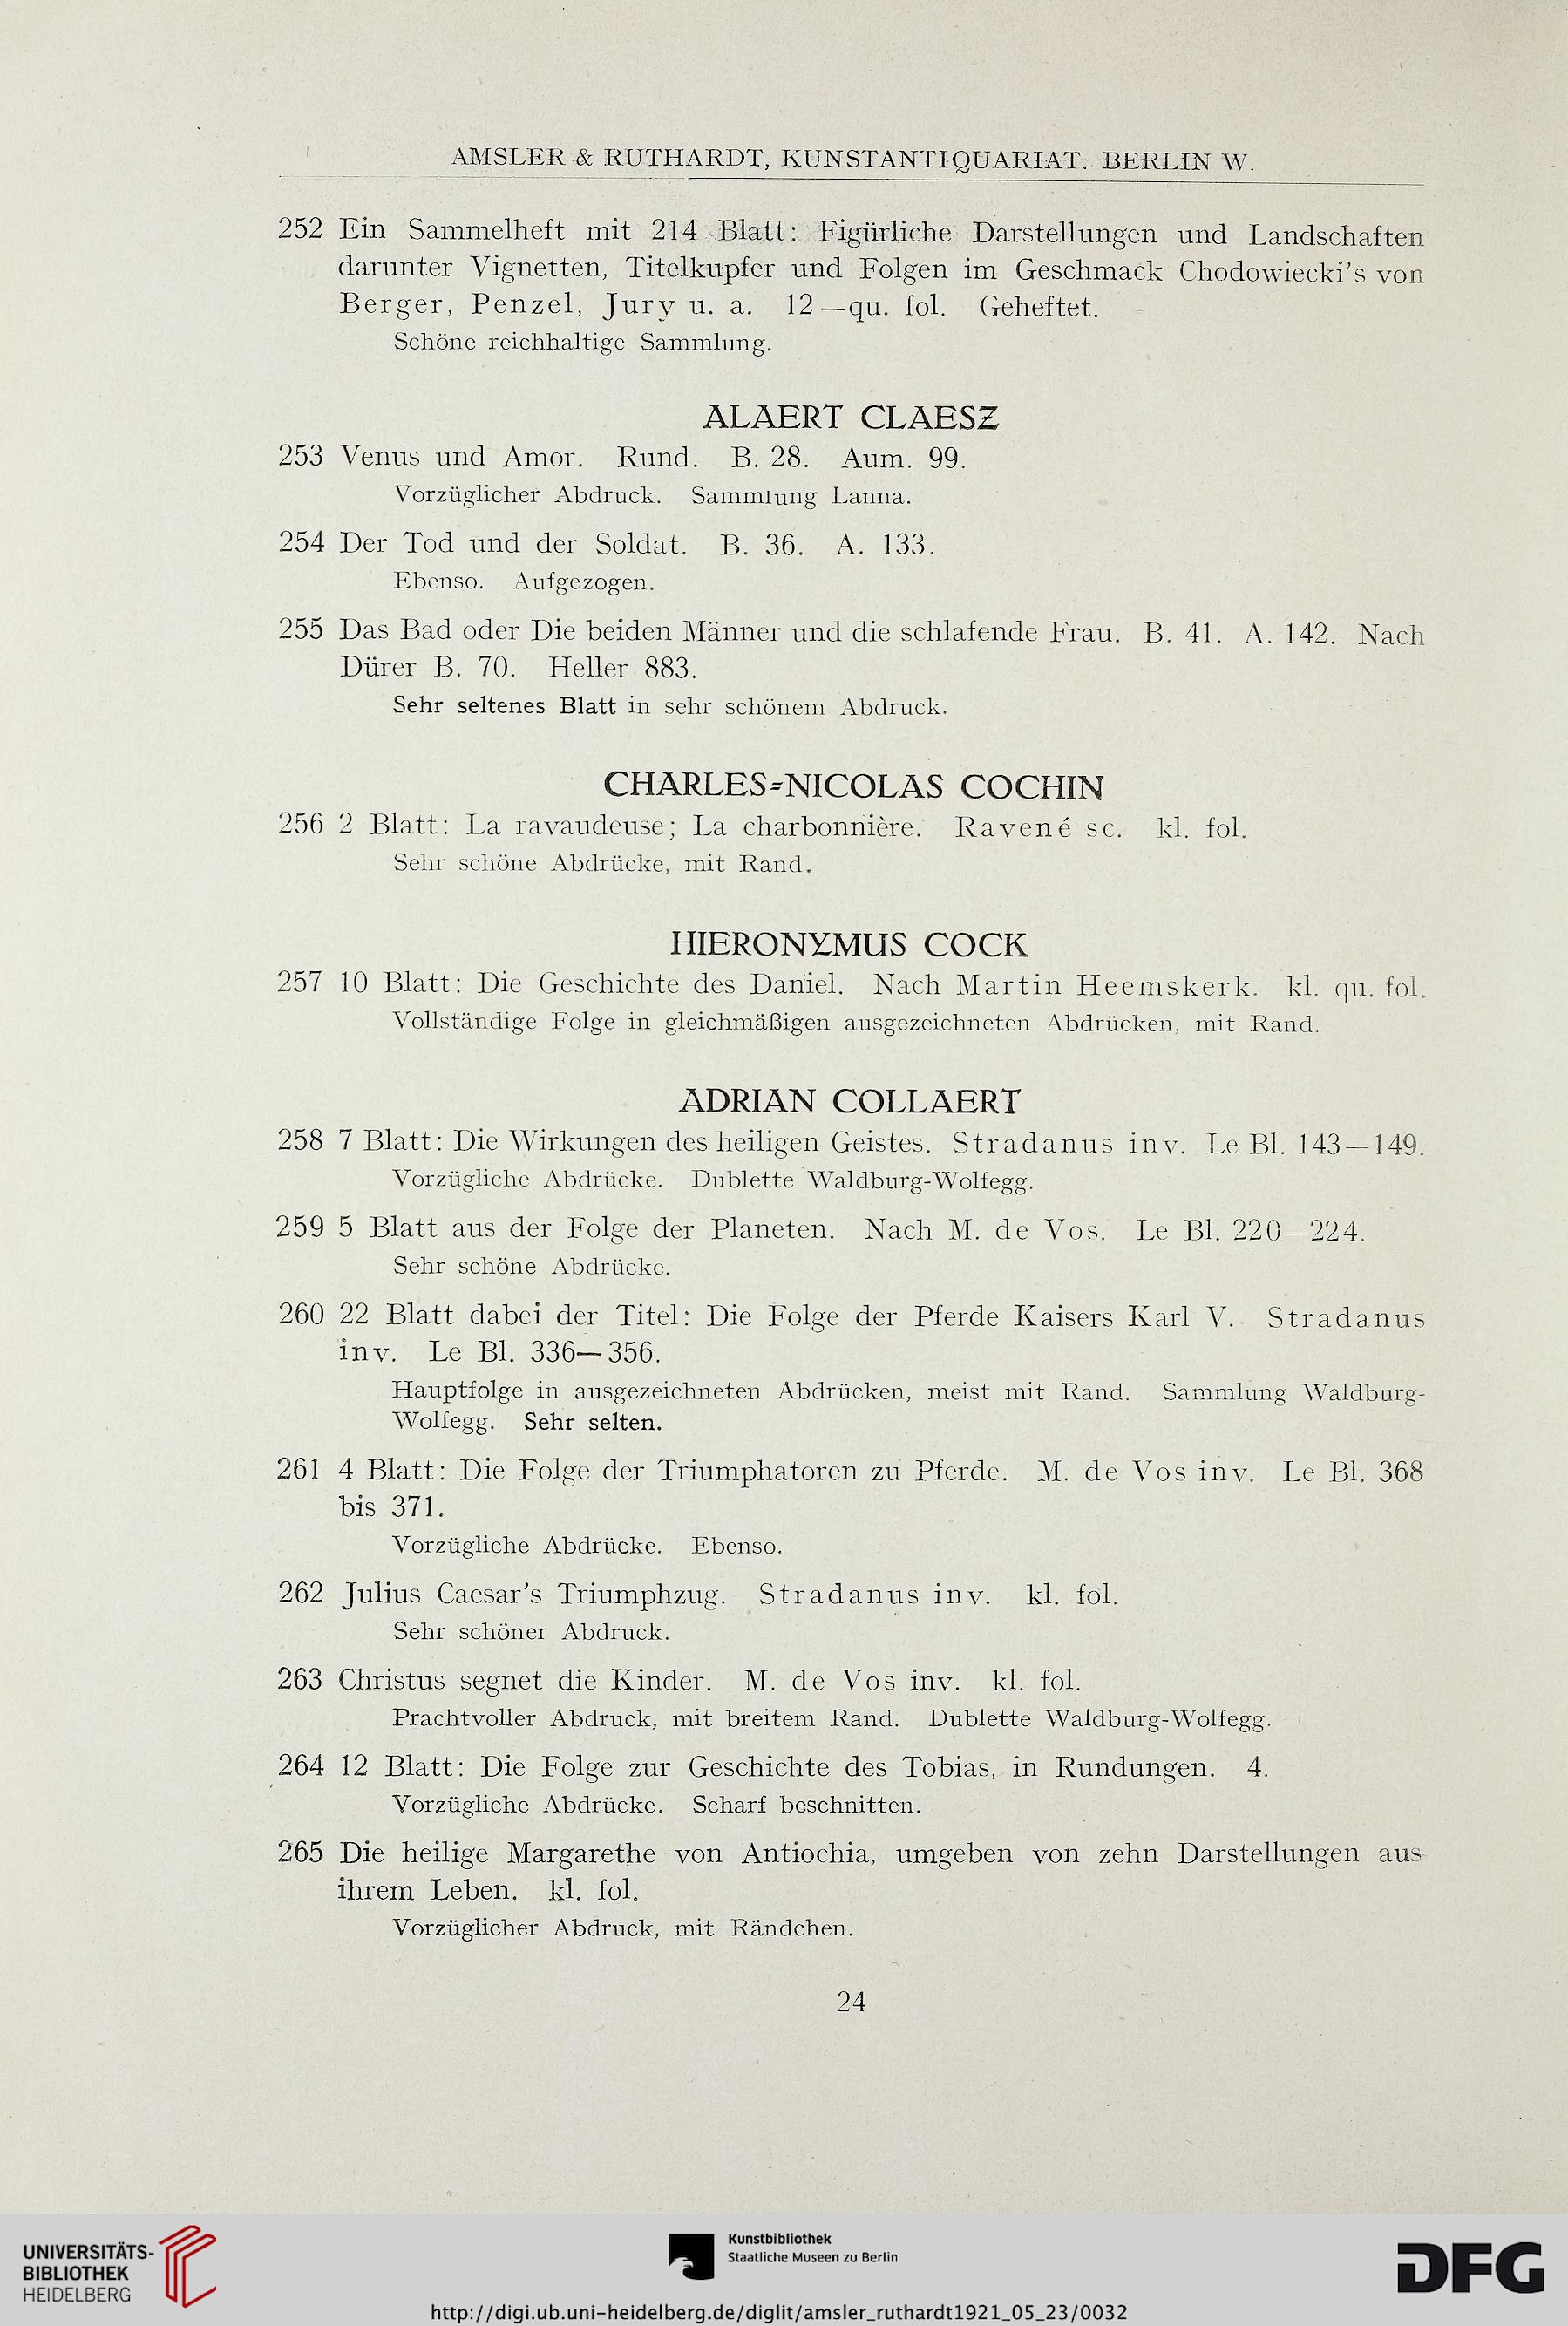 AMSLER & RUTHARDT, KUNSTANTIQUARIAT. BERLIN W.
252 Ein Sammelheft mit 214 Blatt: Figürliche Darstellungen und Landschaften
darunter Vignetten, Titelkupfer und Folgen im Geschmack Chodowiecki's von
Berger, Penzel, Jury u. a. 12—qu. fol. Geheftet.
Schöne reichhaltige Sammlung.
ALAERT CLAESZ
253 Venus und Amor. Rund. B. 28. Aum. 99.
Vorzüglicher Abdruck. Sammlung Lanna.
254 Der Tod und der Soldat. B. 36. A. 133.
Ebenso. Aufgezogen.
255 Das Bad oder Die beiden Männer und die schlafende Frau. B. 41. A. 142. Nach
Dürer B. 70. Heller 883.
Sehr seltenes Blatt in sehr schönem Abdruck.
CHARLES-NICOLAS COCHIN
256 2 Blatt: La ravaudeuse; La charbonnière. Ravené sc. kl. fol.
Sehr schöne Abdrücke, mit Rand.
HIERONYMUS COCK
257 10 Blatt: Die Geschichte des Daniel. Nach Martin Heemskerk. kl. qu. fol.
Vollständige Folge in gleichmäßigen ausgezeichneten Abdrücken, mit Rand.
ADRIAN COLLAERT
258 7 Blatt: Die Wirkungen des heiligen Geistes. Stradanus inv. Le Bl. 143—149.
Vorzügliche Abdrücke. Dublette Waldburg-Wolfegg.
259 5 Blatt aus der Folge der Planeten. Nach M. de Vos. Le Bl. 220—224.
Sehr schöne Abdrücke.
260 22 Blatt dabei der Titel: Die Folge der Pferde Kaisers Karl V. Stradanus
inv. Le Bl. 336—356.
Hauptfolge in ausgezeichneten Abdrücken, meist mit Rand. Sammlung Waldburg-
Wolfegg. Sehr selten.
261 4 Blatt: Die Folge der Triumphatoren zu Pferde. M. de Vos inv. Le Bl. 368
bis 371.
Vorzügliche Abdrücke. Ebenso.
262 Julius Caesar's Triumphzug. Stradanus inv. kl. fol.
Sehr schöner Abdruck.
263 Christus segnet die Kinder. M. de Vos inv. kl. fol.
Prachtvoller Abdruck, mit breitem Rand. Dublette Waldburg-Wolfegg.
264 12 Blatt: Die Folge zur Geschichte des Tobias, in Rundungen. 4.
Vorzügliche Abdrücke. Scharf beschnitten.
265 Die heilige Margarethe von Antiochia, umgeben von zehn Darstellungen aus
ihrem Leben. kl. fol.
Vorzüglicher Abdruck, mit Rändchen.
24
UNIVERSITÄTS-
BIBLIOTHEK
HEIDELBERG
Kunstbibliothek
Staatliche Museen zu Berlin
DFG
http://digi.ub.uni-heidelberg.de/diglit/amsler_ruthardt1921_05_23/0032